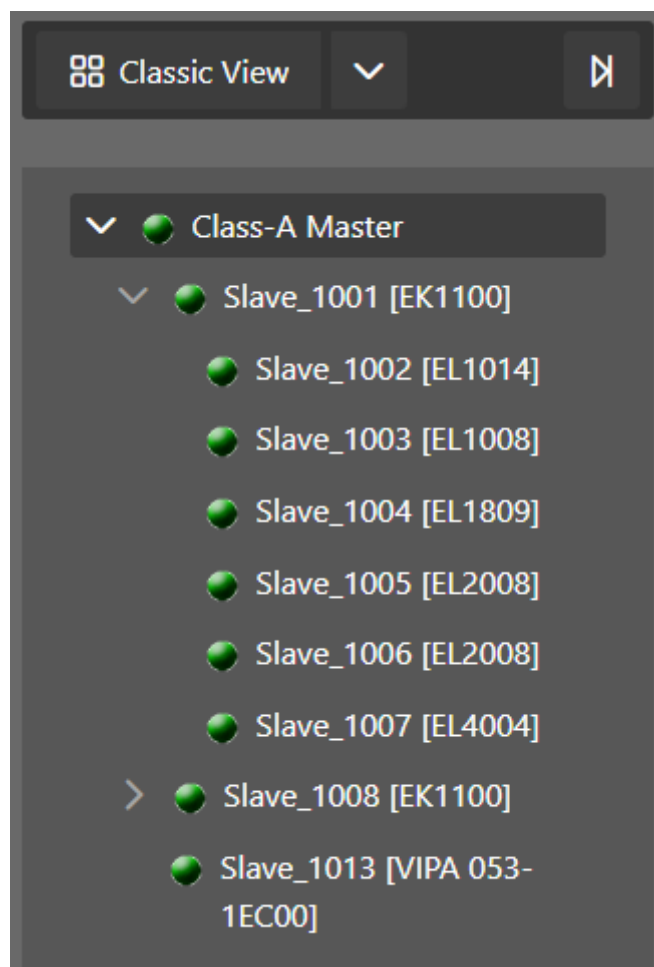 Classic View
Class-A Master
Slave_1001 [EK1100]
Slave_1002 [EL1014]
Slave_1003 [EL1008]
Slave_1004 [EL1809]
Slave_1005 [EL2008]
Slave_1006 [EL2008]
Slave_1007 [EL4004]
Slave_1008 [EK1100]
Slave_1013 [VIPA 053-
1EC00]